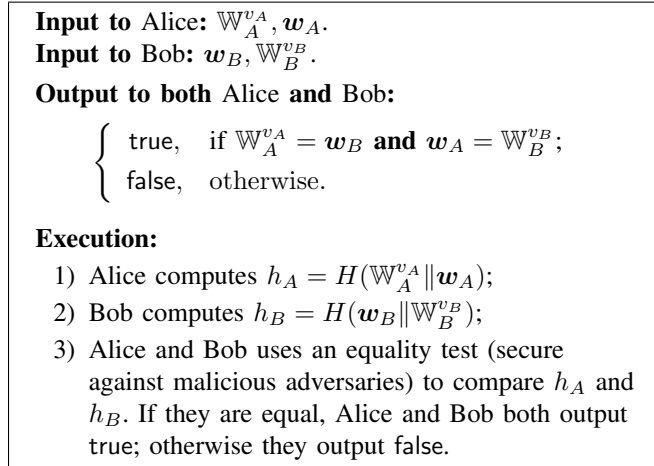 Input to Alice: 𝕎_A^{v_A}, w_A.
Input to Bob: w_B, 𝕎_B^{v_B}.
Output to both Alice and Bob:
{ true, if 𝕎_A^{v_A} = w_B and w_A = 𝕎_B^{v_B};
false, otherwise.
Execution:
1) Alice computes h_A = H(𝕎_A^{v_A}∥w_A);
2) Bob computes h_B = H(w_B∥𝕎_B^{v_B});
3) Alice and Bob uses an equality test (secure
against malicious adversaries) to compare h_A and
h_B. If they are equal, Alice and Bob both output
true; otherwise they output false.